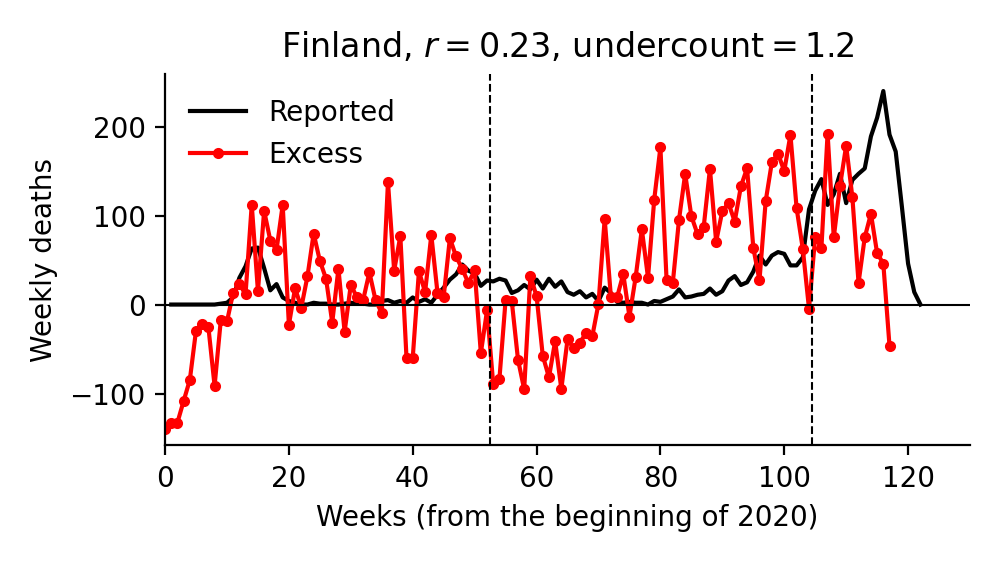 Finland, r = 0.23, undercount = 1.2
Reported
Excess
Weekly deaths
200
100
0
−100
0 20 40 60 80 100 120
Weeks (from the beginning of 2020)